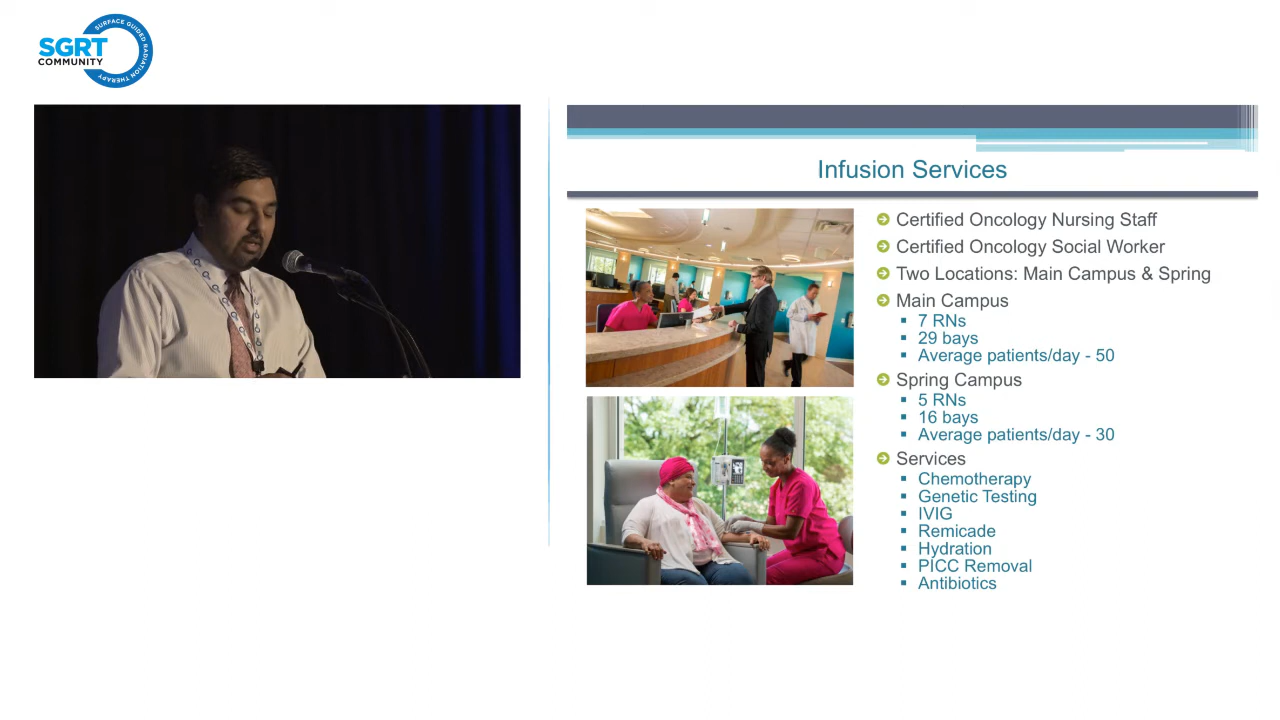 SGRT
COMMUNITY
SURFACE GUIDED
RADIATION THERAPY
Infusion Services
Certified Oncology Nursing Staff
Certified Oncology Social Worker
Two Locations: Main Campus & Spring
Main Campus
7 RNs
29 bays
Average patients/day - 50
Spring Campus
5 RNs
16 bays
Average patients/day - 30
Services
Chemotherapy
Genetic Testing
IVIG
Remicade
Hydration
PICC Removal
Antibiotics